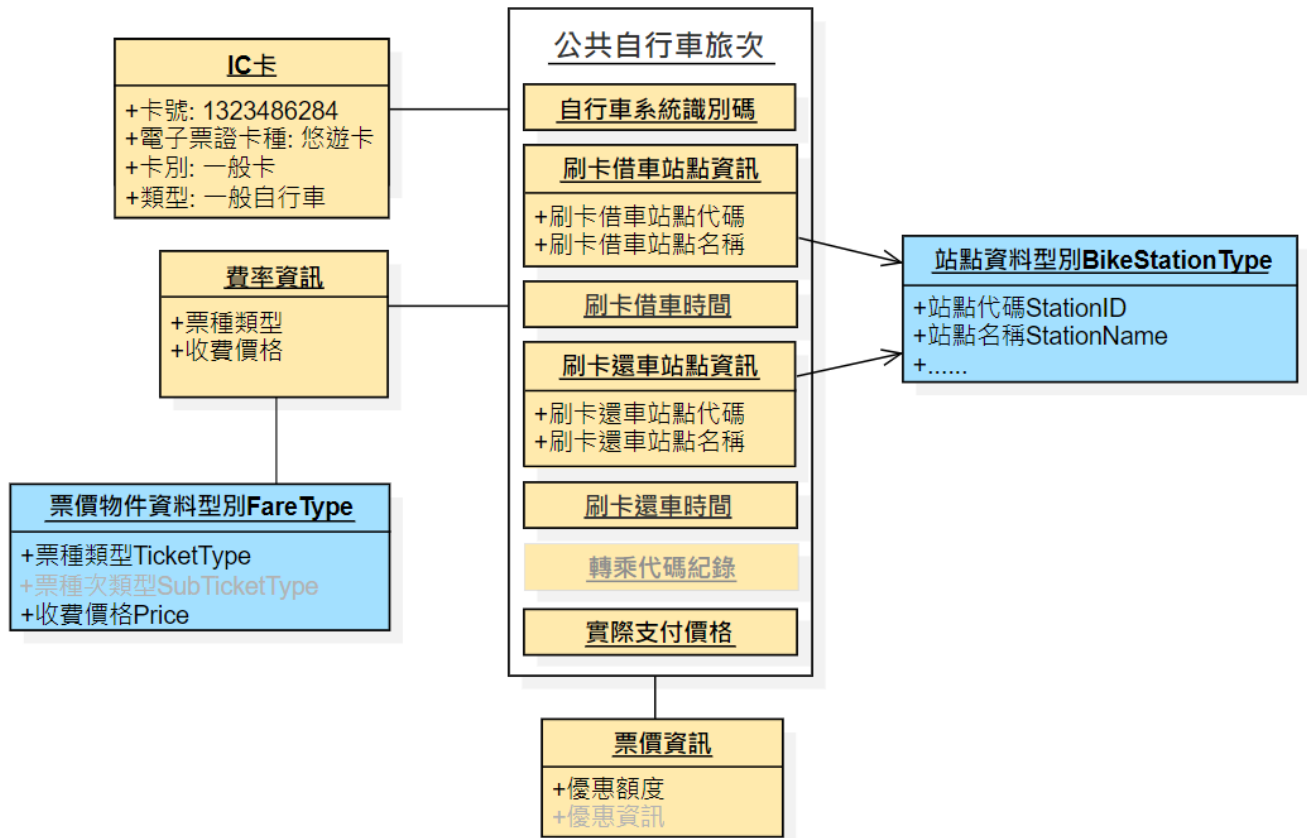 IC卡
+卡號: 1323486284
+電子票證卡種: 悠遊卡
+卡別: 一般卡
+類型: 一般自行車
費率資訊
+票種類型
+收費價格
票價物件資料型別FareType
+票種類型TicketType
+票種次類型SubTicketType
+收費價格Price
公共自行車旅次
自行車系統識別碼
刷卡借車站點資訊
+刷卡借車站點代碼
+刷卡借車站點名稱
刷卡借車時間
刷卡還車站點資訊
+刷卡還車站點代碼
+刷卡還車站點名稱
刷卡還車時間
轉乘代碼紀錄
實際支付價格
票價資訊
+優惠額度
+優惠資訊
站點資料型別BikeStationType
+站點代碼StationID
+站點名稱StationName
+......